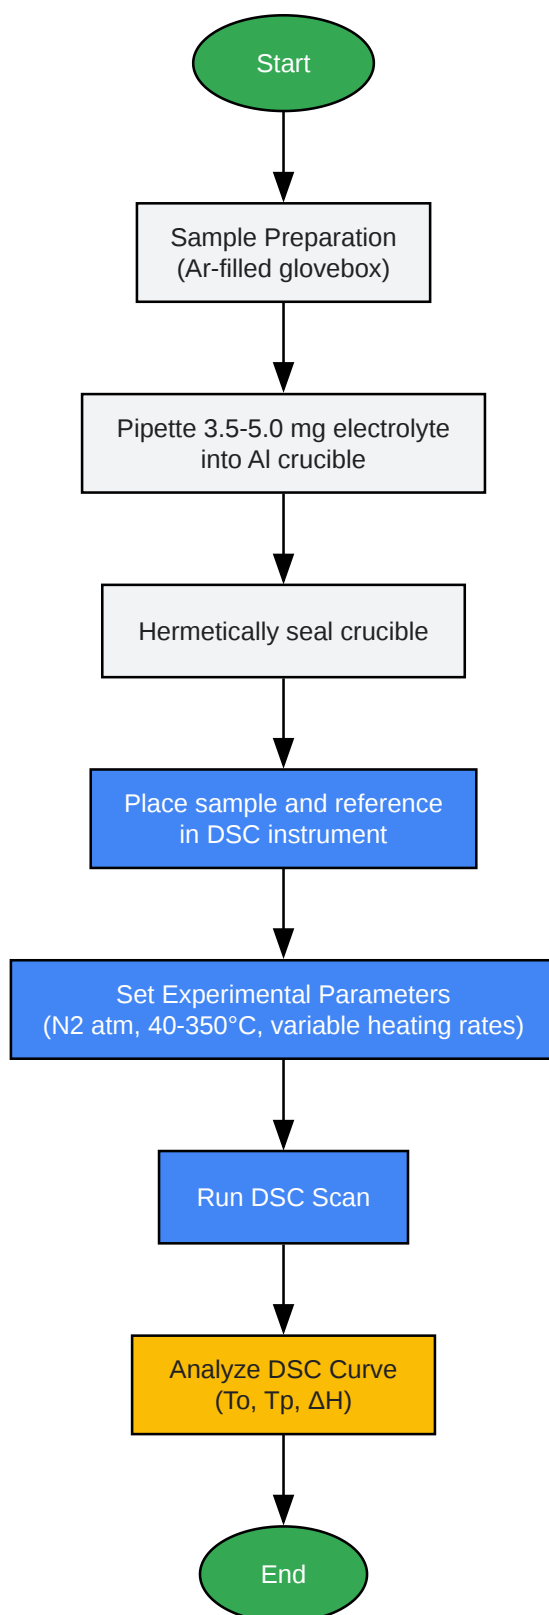 Start
Sample Preparation
(Ar-filled glovebox)
Pipette 3.5-5.0 mg electrolyte
into Al crucible
Hermetically seal crucible
Place sample and reference
in DSC instrument
Set Experimental Parameters
(N2 atm, 40-350°C, variable heating rates)
Run DSC Scan
Analyze DSC Curve
(To, Tp, ΔH)
End